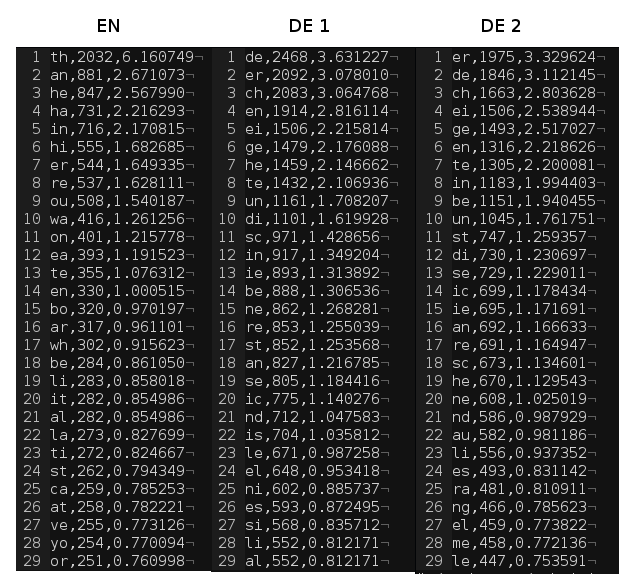 EN DE 1 DE 2
1 th,2032,6.160749¬ 1 de,2468,3.631227¬ 1 er,1975,3.329624¬
2 an,881,2.671073¬ 2 er,2092,3.078010¬ 2 de,1846,3.112145¬
3 he,847,2.567990¬ 3 ch,2083,3.064768¬ 3 ch,1663,2.803628¬
4 ha,731,2.216293¬ 4 en,1914,2.816114¬ 4 ei,1506,2.538944¬
5 in,716,2.170815¬ 5 ei,1506,2.215814¬ 5 ge,1493,2.517027¬
6 hi,555,1.682685¬ 6 ge,1479,2.176088¬ 6 en,1316,2.218626¬
7 er,544,1.649335¬ 7 he,1459,2.146662¬ 7 te,1305,2.200081¬
8 re,537,1.628111¬ 8 te,1432,2.106936¬ 8 in,1183,1.994403¬
9 ou,508,1.540187¬ 9 un,1161,1.708207¬ 9 be,1151,1.940455¬
10 wa,416,1.261256¬ 10 di,1101,1.619928¬ 10 un,1045,1.761751¬
11 on,401,1.215778¬ 11 sc,971,1.428656¬ 11 st,747,1.259357¬
12 ea,393,1.191523¬ 12 in,917,1.349204¬ 12 di,730,1.230697¬
13 te,355,1.076312¬ 13 ie,893,1.313892¬ 13 se,729,1.229011¬
14 en,330,1.000515¬ 14 be,888,1.306536¬ 14 ic,699,1.178434¬
15 bo,320,0.970197¬ 15 ne,862,1.268281¬ 15 ie,695,1.171691¬
16 ar,317,0.961101¬ 16 re,853,1.255039¬ 16 an,692,1.166633¬
17 wh,302,0.915623¬ 17 st,852,1.253568¬ 17 re,691,1.164947¬
18 be,284,0.861050¬ 18 an,827,1.216785¬ 18 sc,673,1.134601¬
19 li,283,0.858018¬ 19 se,805,1.184416¬ 19 he,670,1.129543¬
20 it,282,0.854986¬ 20 ic,775,1.140276¬ 20 ne,608,1.025019¬
21 al,282,0.854986¬ 21 nd,712,1.047583¬ 21 nd,586,0.987929¬
22 la,273,0.827699¬ 22 is,704,1.035812¬ 22 au,582,0.981186¬
23 ti,272,0.824667¬ 23 le,671,0.987258¬ 23 li,556,0.937352¬
24 st,262,0.794349¬ 24 el,648,0.953418¬ 24 es,493,0.831142¬
25 ca,259,0.785253¬ 25 ni,602,0.885737¬ 25 ra,481,0.810911¬
26 at,258,0.782221¬ 26 es,593,0.872495¬ 26 ng,466,0.785623¬
27 ve,255,0.773126¬ 27 si,568,0.835712¬ 27 el,459,0.773822¬
28 yo,254,0.770094¬ 28 li,552,0.812171¬ 28 me,458,0.772136¬
29 or,251,0.760998¬ 29 al,552,0.812171¬ 29 le,447,0.753591¬